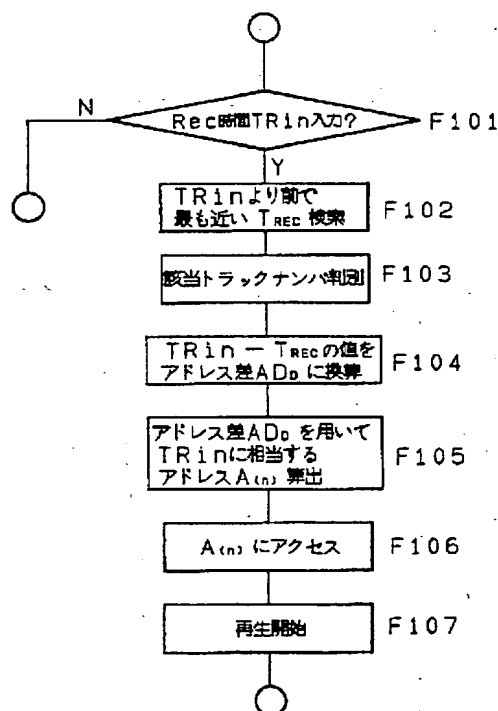 N
Rec時間TRin入力?
F101
Y
TRinより前で
最も近い TREC 検索
F102
該当トラックナンバ判別
F103
TRin − TRECの値を
アドレス差ADDに換算
F104
アドレス差ADDを用いて
TRinに相当する
アドレスA(n)算出
F105
A(n)にアクセス
F106
再生開始
F107